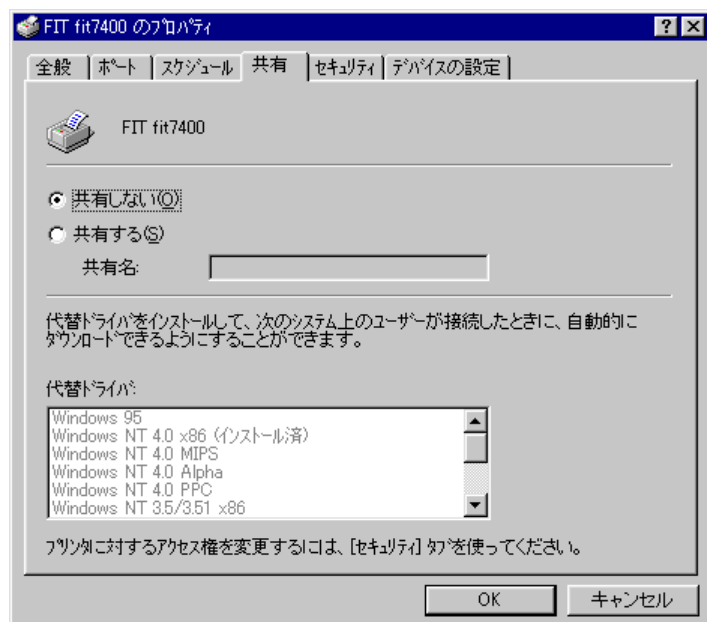 FIT fit7400 のﾌﾟﾛﾊﾟﾃｨ
全般 ﾎﾟｰﾄ ｽｹｼﾞｭｰﾙ 共有 ｾｷｭﾘﾃｨ ﾃﾞﾊﾞｲｽの設定
FIT fit7400
共有しない(O)
共有する(S)
共有名:
代替ﾄﾞﾗｲﾊﾞをｲﾝｽﾄｰﾙして、次のｼｽﾃﾑ上のﾕｰｻﾞｰが接続したときに、自動的に
ﾀﾞｳﾝﾛｰﾄﾞできるようにすることができます。
代替ﾄﾞﾗｲﾊﾞ:
Windows 95
Windows NT 4.0 x86 (ｲﾝｽﾄｰﾙ済)
Windows NT 4.0 MIPS
Windows NT 4.0 Alpha
Windows NT 4.0 PPC
Windows NT 3.5/3.51 x86
ﾌﾟﾘﾝﾀに対するｱｸｾｽ権を変更するには、[ｾｷｭﾘﾃｨ] ﾀﾌﾞを使ってください。
OK キャンセル